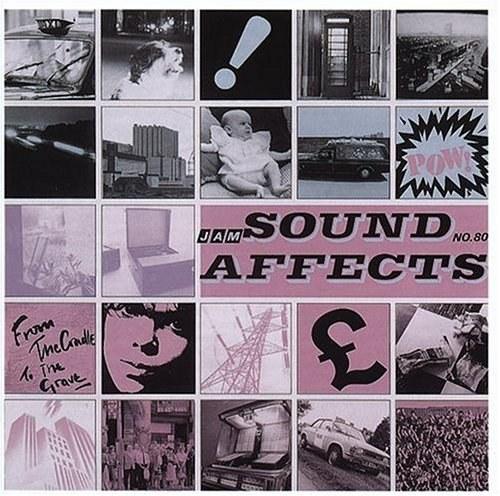 POW!
JAM SOUND NO.80
AFFECTS
From
The Cradle
To The
Grave